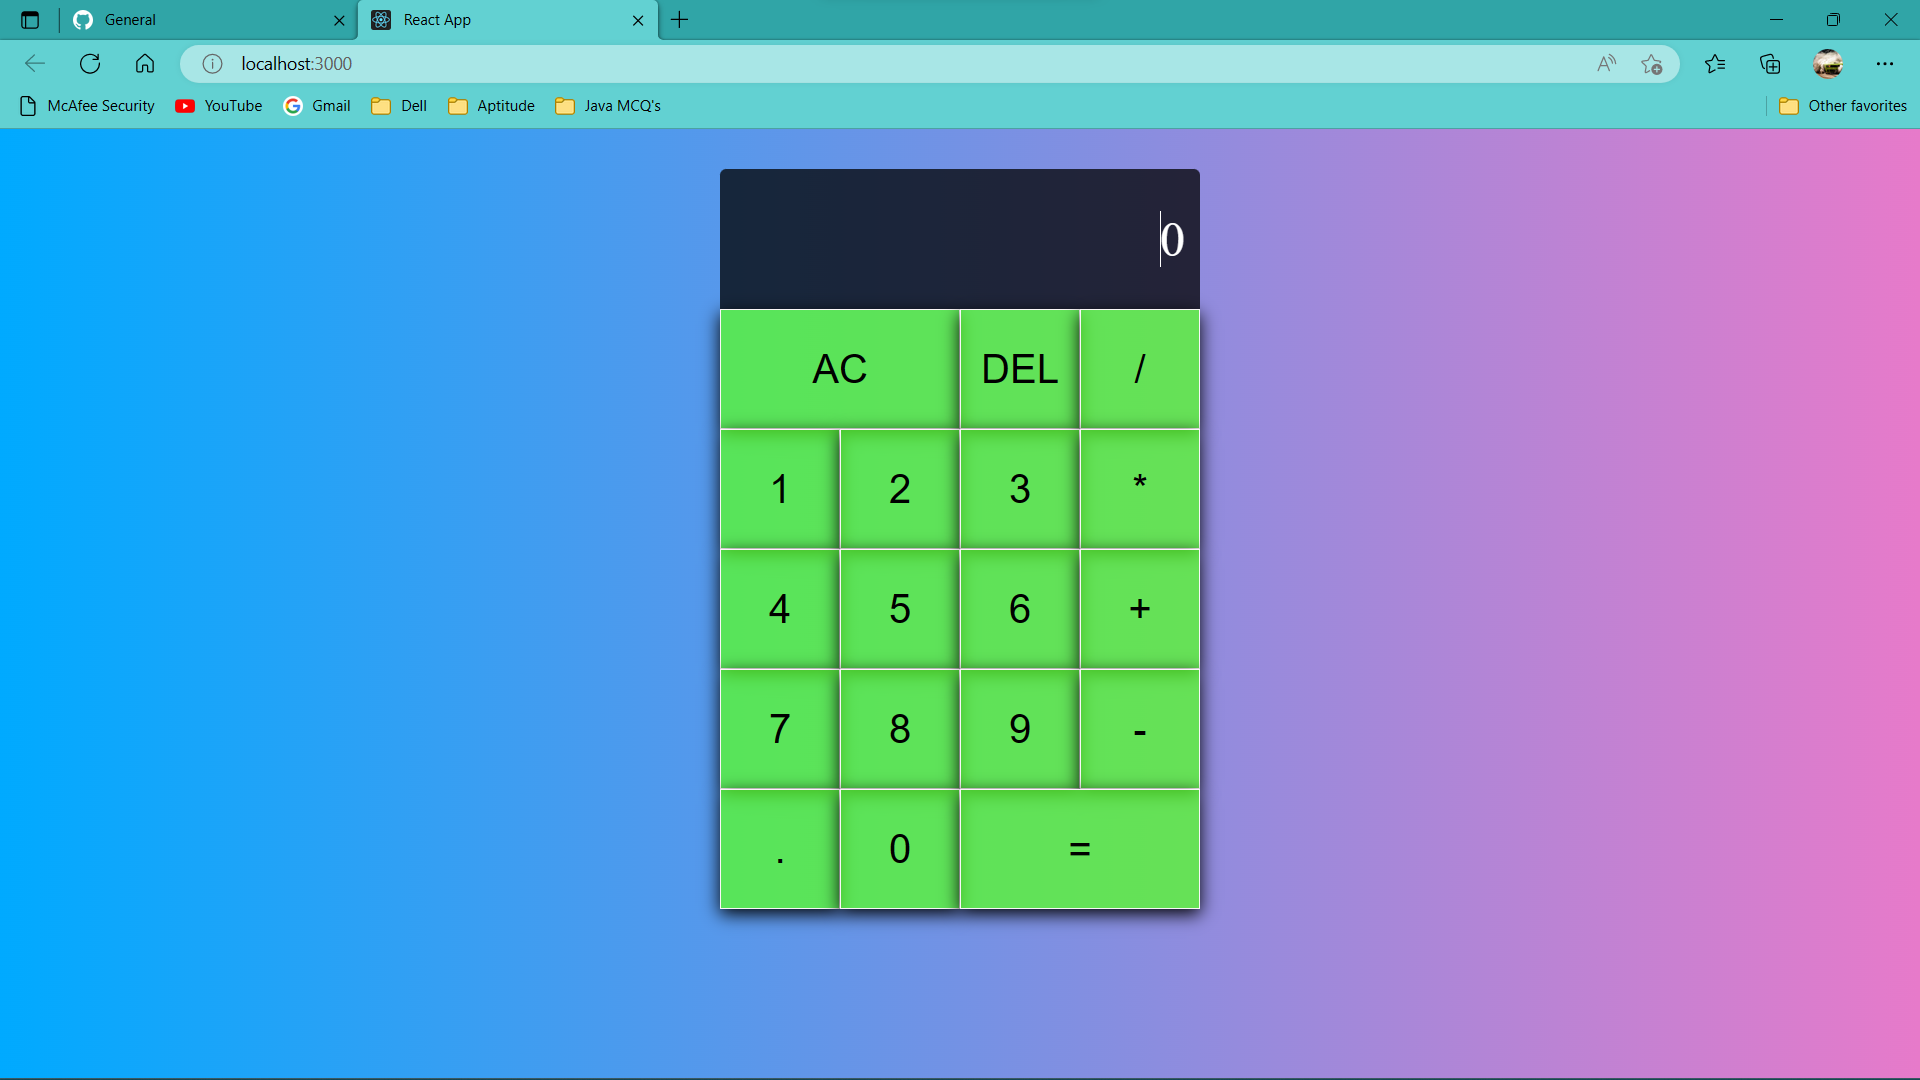 General
React App
localhost:3000
McAfee Security
YouTube
Gmail
Dell
Aptitude
Java MCQ's
Other favorites
0
AC DEL /
1 2 3 *
4 5 6 +
7 8 9 -
. 0 =